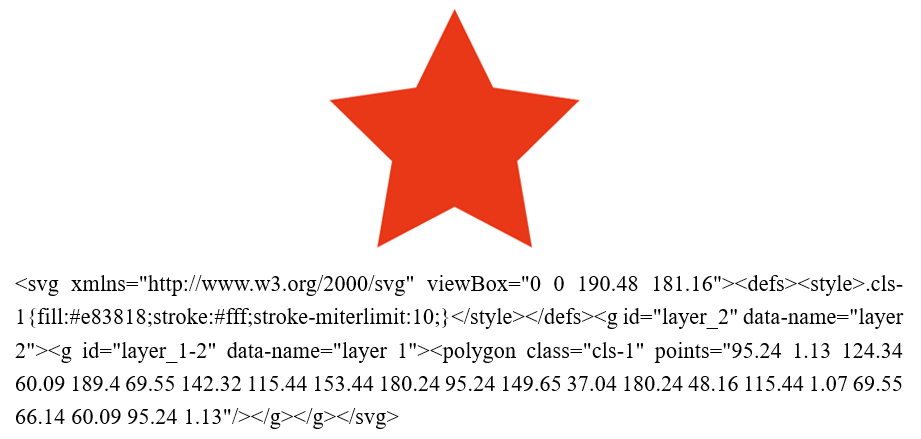 <svg xmlns="http://www.w3.org/2000/svg" viewBox="0 0 190.48 181.16"><defs><style>.cls-
1{fill:#e83818;stroke:#fff;stroke-miterlimit:10;}</style></defs><g id="layer_2" data-name="layer
2"><g id="layer_1-2" data-name="layer 1"><polygon class="cls-1" points="95.24 1.13 124.34
60.09 189.4 69.55 142.32 115.44 153.44 180.24 95.24 149.65 37.04 180.24 48.16 115.44 1.07 69.55
66.14 60.09 95.24 1.13"/></g></g></svg>